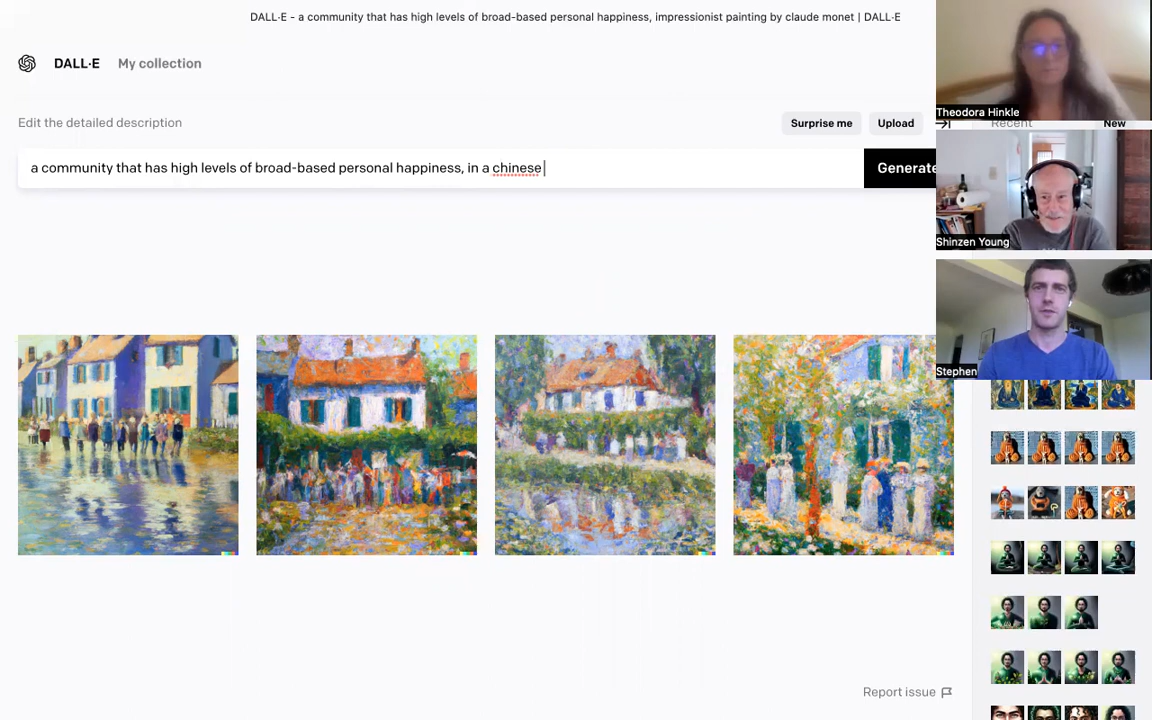 DALL·E - a community that has high levels of broad-based personal happiness, impressionist painting by claude monet | DALL·E
DALL·E My collection
Theodora Hinkle
Edit the detailed description
Surprise me
Upload
Recent
New
a community that has high levels of broad-based personal happiness, in a chinese
Generate
Shinzen Young
Stephen
Report issue